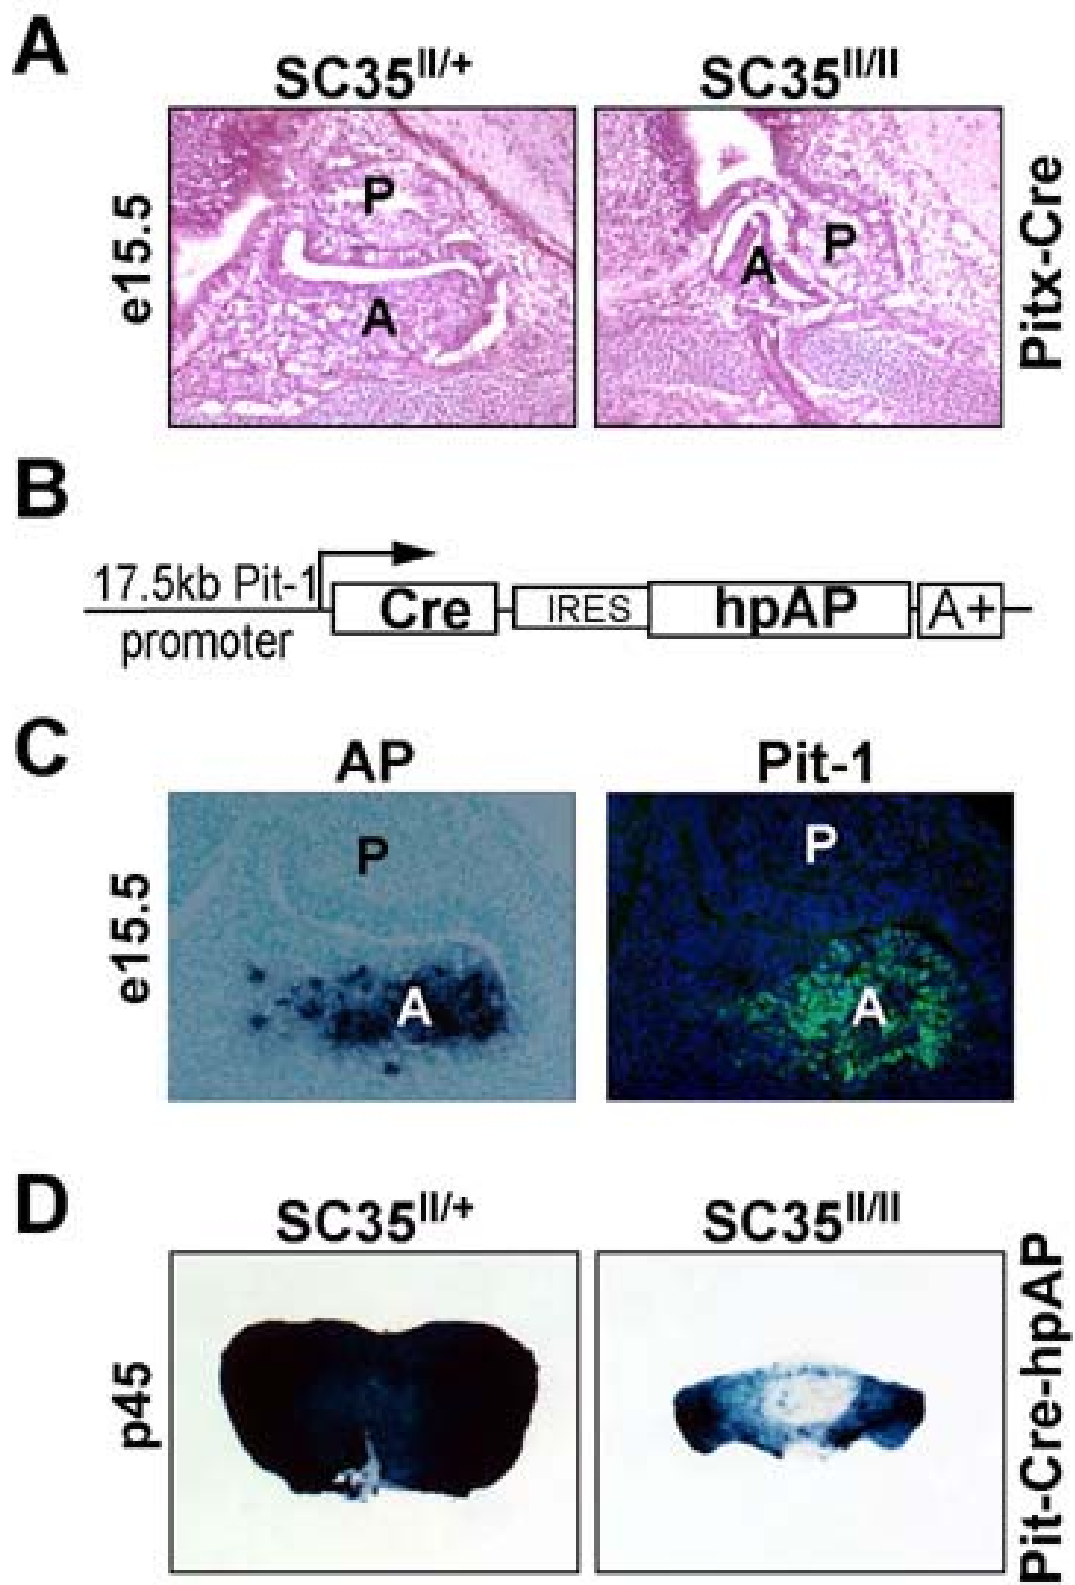 A
SC35II/+ SC35II/II
e15.5
P
A
P
A
Pitx-Cre
B
17.5kb Pit-1
promoter
Cre IRES hpAP A+
C
AP Pit-1
e15.5
P
A
P
A
D
SC35II/+ SC35II/II
p45
Pit-Cre-hpAP